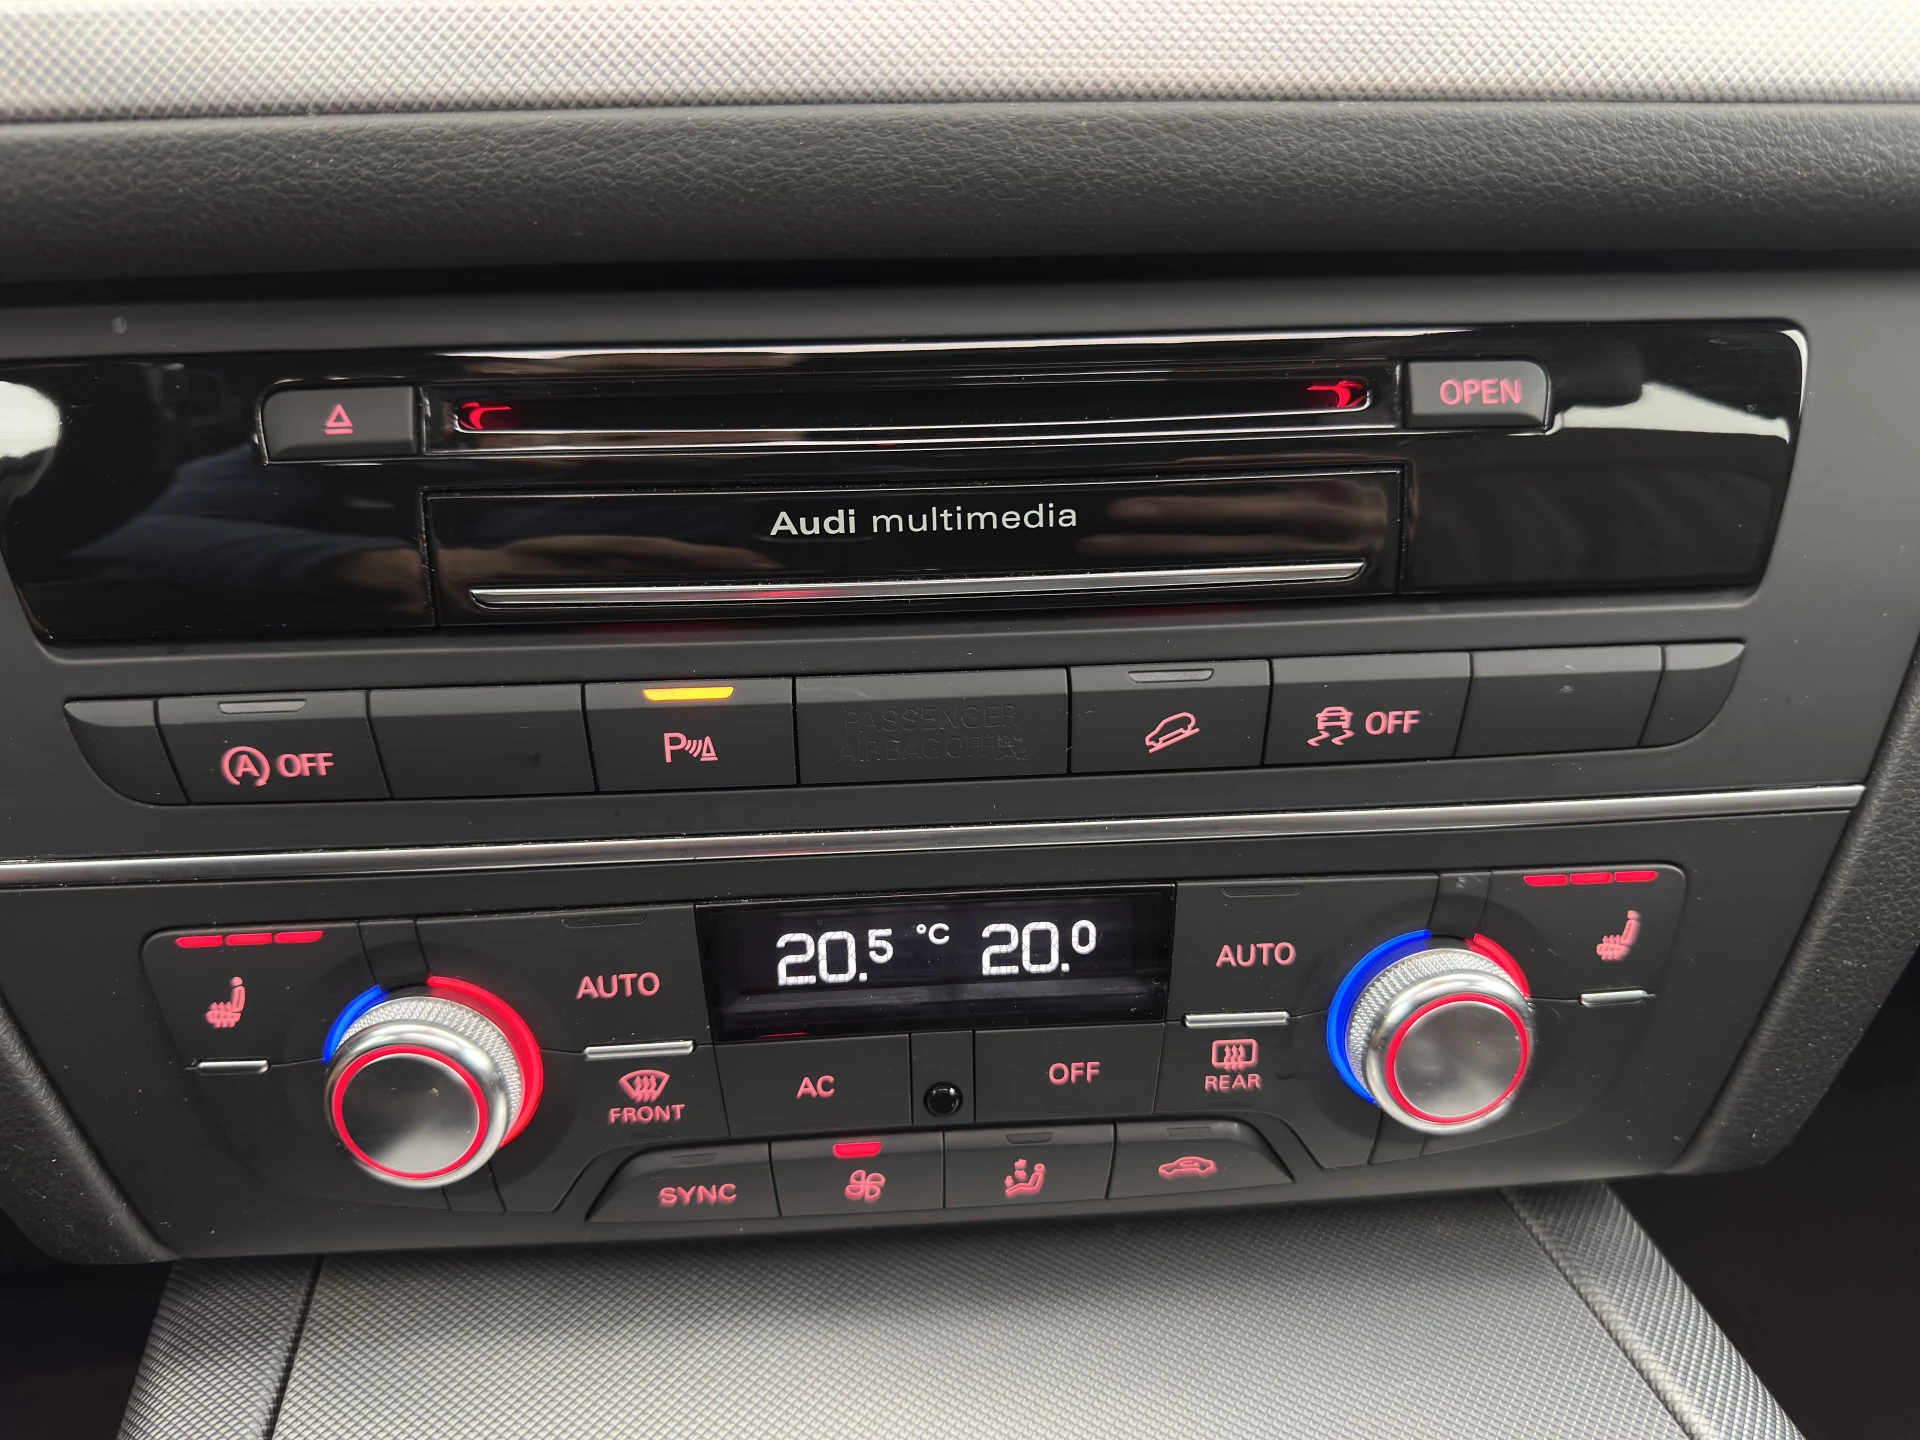 OPEN
Audi multimedia
A OFF
P
PASSENGER
AIRBAG OFF
OFF
20.5 °C 20.0
AUTO
AUTO
FRONT
AC
OFF
REAR
SYNC